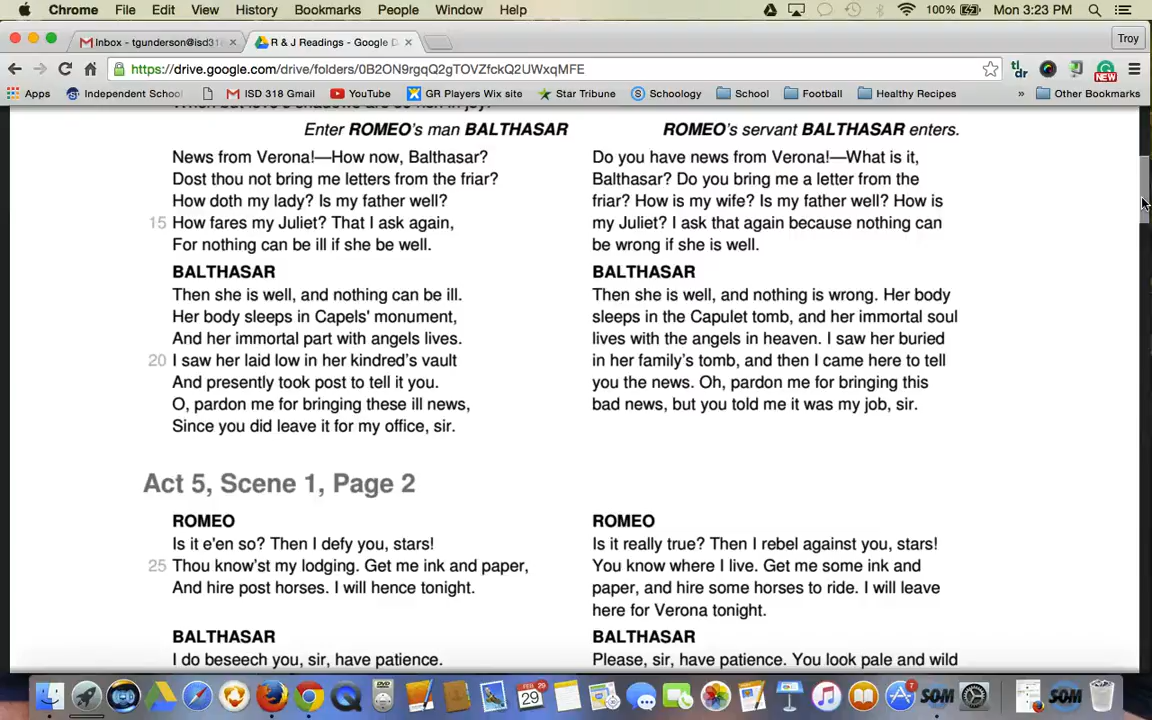 Chrome File Edit View History Bookmarks People Window Help 100% Mon 3:23 PM
Inbox - tgunderson@isd31 R & J Readings - Google D Troy
https://drive.google.com/drive/folders/0B2ON9rgqQ2gTOVZfckQ2UWxqMFE
Apps Independent School ISD 318 Gmail YouTube GR Players Wix site Star Tribune Schoology School Football Healthy Recipes » Other Bookmarks
NEW
Enter ROMEO's man BALTHASAR
News from Verona!—How now, Balthasar?
Dost thou not bring me letters from the friar?
How doth my lady? Is my father well?
15 How fares my Juliet? That I ask again,
For nothing can be ill if she be well.
BALTHASAR
Then she is well, and nothing can be ill.
Her body sleeps in Capels' monument,
And her immortal part with angels lives.
20 I saw her laid low in her kindred's vault
And presently took post to tell it you.
O, pardon me for bringing these ill news,
Since you did leave it for my office, sir.
ROMEO's servant BALTHASAR enters.
Do you have news from Verona!—What is it,
Balthasar? Do you bring me a letter from the
friar? How is my wife? Is my father well? How is
my Juliet? I ask that again because nothing can
be wrong if she is well.
BALTHASAR
Then she is well, and nothing is wrong. Her body
sleeps in the Capulet tomb, and her immortal soul
lives with the angels in heaven. I saw her buried
in her family's tomb, and then I came here to tell
you the news. Oh, pardon me for bringing this
bad news, but you told me it was my job, sir.
Act 5, Scene 1, Page 2
ROMEO
Is it e'en so? Then I defy you, stars!
25 Thou know'st my lodging. Get me ink and paper,
And hire post horses. I will hence tonight.
BALTHASAR
I do beseech you, sir, have patience.
ROMEO
Is it really true? Then I rebel against you, stars!
You know where I live. Get me some ink and
paper, and hire some horses to ride. I will leave
here for Verona tonight.
BALTHASAR
Please, sir, have patience. You look pale and wild
FEB 29
SOM
SOM